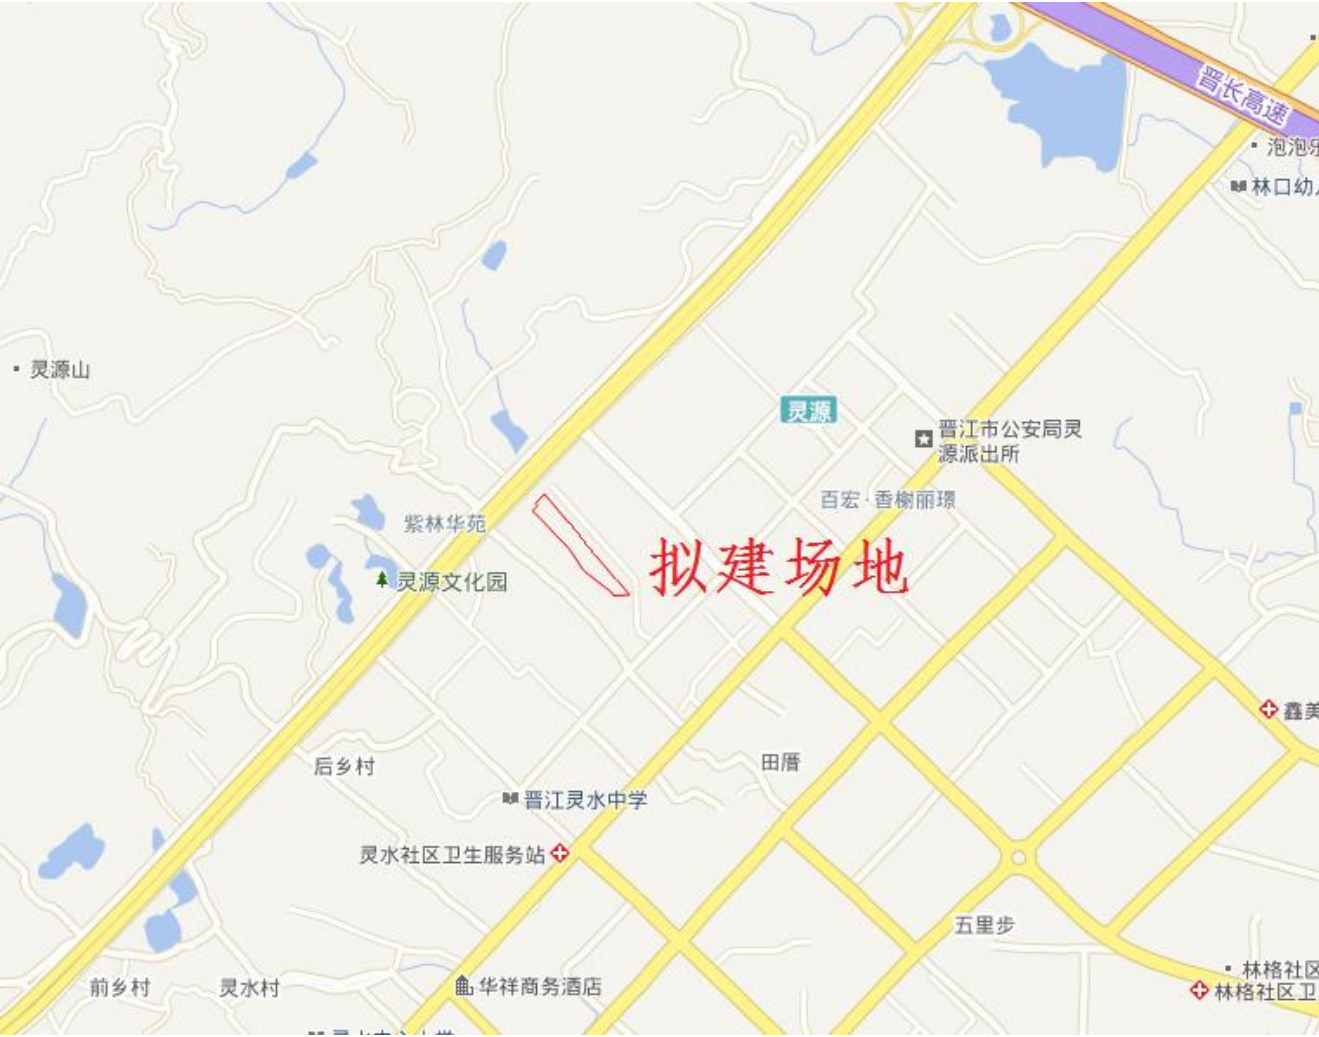 晋长高速
泡泡乐
林口幼
灵源山
灵源
晋江市公安局灵
源派出所
百宏·香榭丽璟
紫林华苑
拟建场地
灵源文化园
鑫美
后乡村
田厝
晋江灵水中学
灵水社区卫生服务站
五里步
林格社区
前乡村
灵水村
华祥商务酒店
林格社区卫